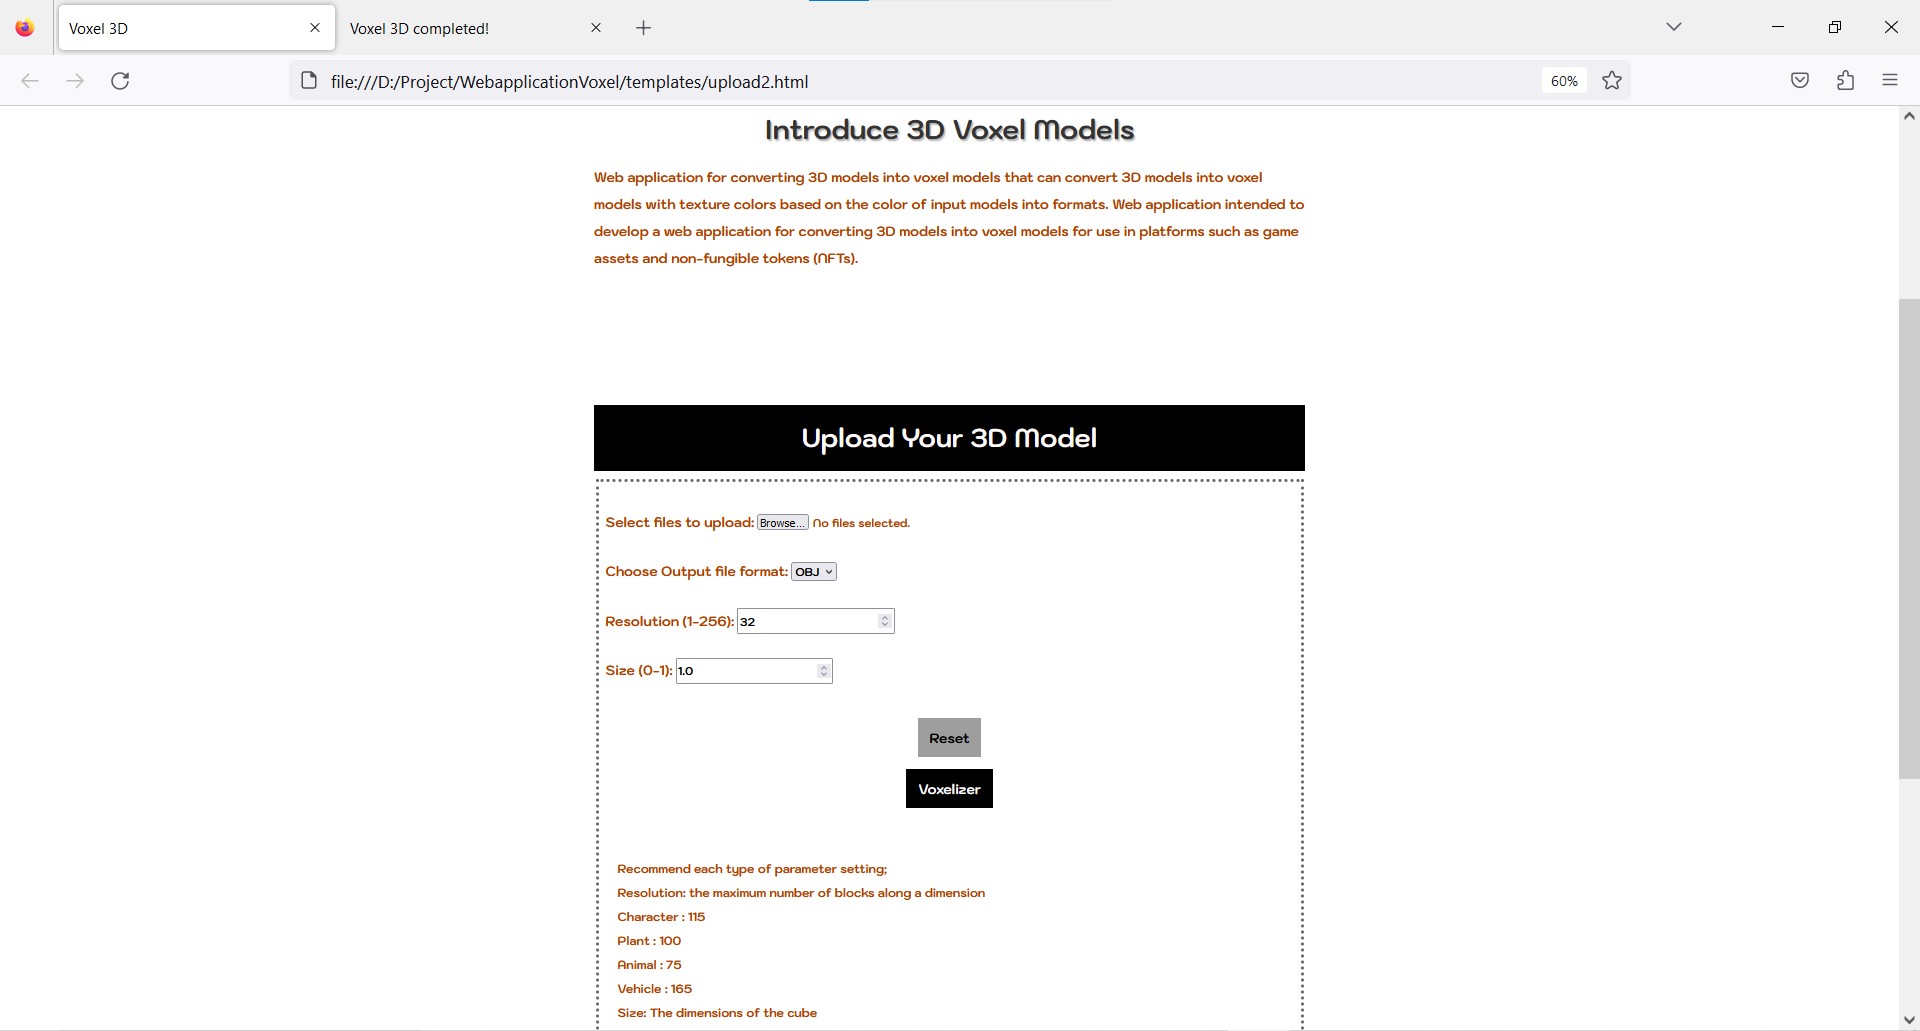 Voxel 3D
Voxel 3D completed!
file:///D:/Project/WebapplicationVoxel/templates/upload2.html
60%
Introduce 3D Voxel Models
Web application for converting 3D models into voxel models that can convert 3D models into voxel
models with texture colors based on the color of input models into formats. Web application intended to
develop a web application for converting 3D models into voxel models for use in platforms such as game
assets and non-fungible tokens (NFTs).
Upload Your 3D Model
Select files to upload: Browse... No files selected.
Choose Output file format: OBJ
Resolution (1-256): 32
Size (0-1): 1.0
Reset
Voxelizer
Recommend each type of parameter setting;
Resolution: the maximum number of blocks along a dimension
Character : 115
Plant : 100
Animal : 75
Vehicle : 165
Size: The dimensions of the cube